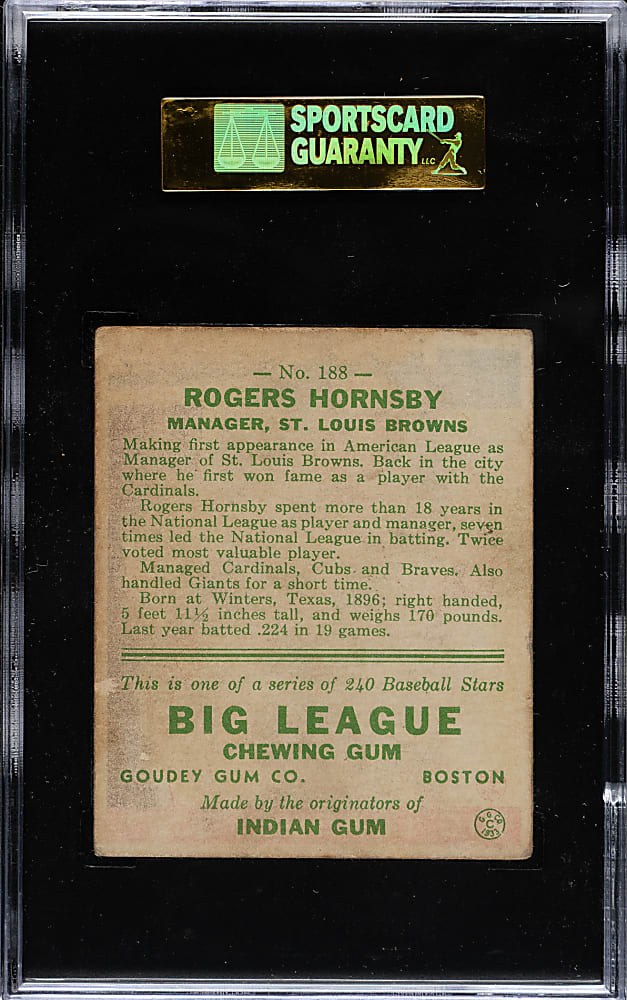 SPORTSCARD
GUARANTY LLC
— No. 188 —
ROGERS HORNSBY
MANAGER, ST. LOUIS BROWNS
Making first appearance in American League as
Manager of St. Louis Browns. Back in the city
where he first won fame as a player with the
Cardinals.
Rogers Hornsby spent more than 18 years in
the National League as player and manager, seven
times led the National League in batting. Twice
voted most valuable player.
Managed Cardinals, Cubs and Braves. Also
handled Giants for a short time.
Born at Winters, Texas, 1896; right handed,
5 feet 11½ inches tall, and weighs 170 pounds.
Last year batted .224 in 19 games.
This is one of a series of 240 Baseball Stars
BIG LEAGUE
CHEWING GUM
GOUDEY GUM CO. BOSTON
Made by the originators of
INDIAN GUM
G. G. CO.
C
1933